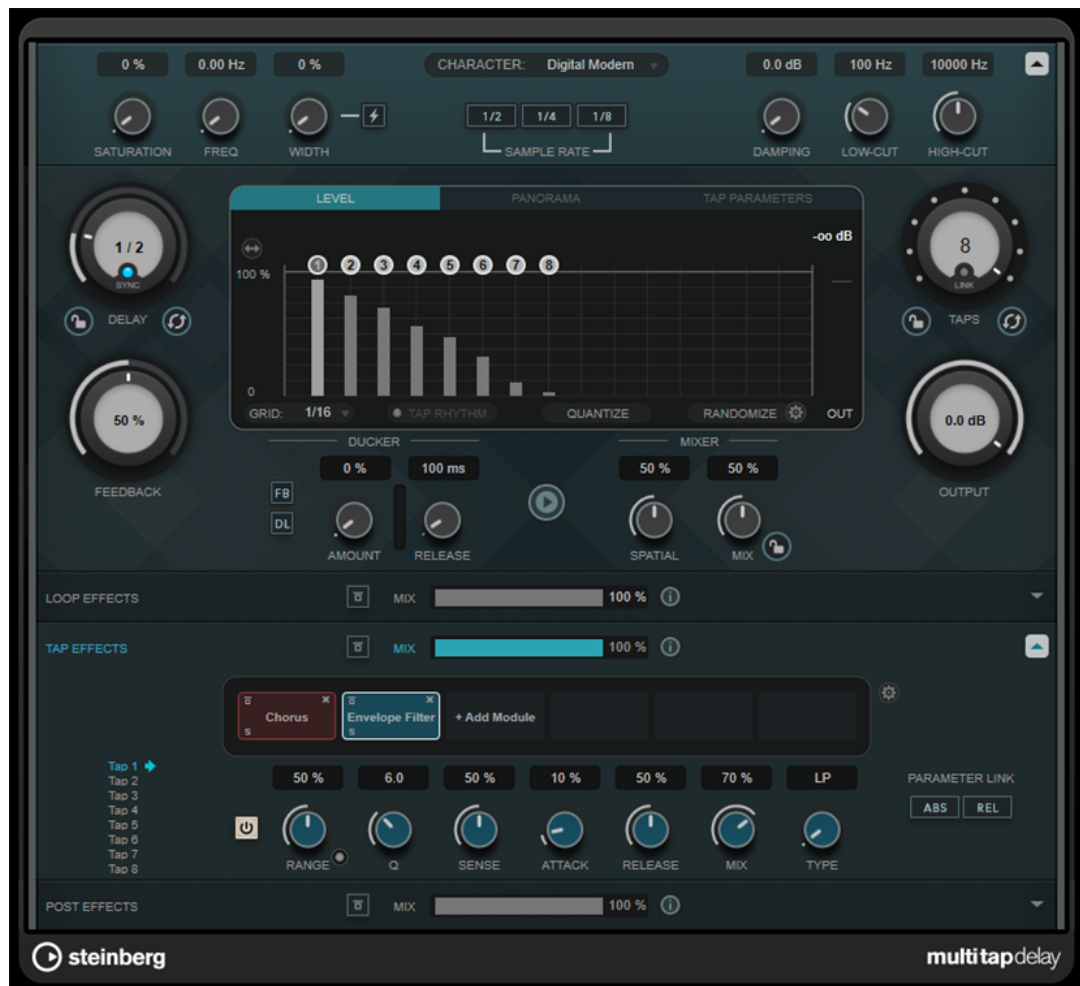 0 % 0.00 Hz 0 % CHARACTER: Digital Modern 0.0 dB 100 Hz 10000 Hz
1/2 1/4 1/8
SATURATION FREQ WIDTH SAMPLE RATE DAMPING LOW-CUT HIGH-CUT
LEVEL PANORAMA TAP PARAMETERS
-oo dB
1 / 2
SYNC
DELAY
8
LINK
TAPS
100 %
1 2 3 4 5 6 7 8
0
GRID: 1/16 TAP RHYTHM QUANTIZE RANDOMIZE OUT
50 %
FEEDBACK
0.0 dB
OUTPUT
DUCKER MIXER
0 % 100 ms 50 % 50 %
FB
DL
AMOUNT RELEASE SPATIAL MIX
LOOP EFFECTS MIX 100 %
TAP EFFECTS MIX 100 %
Chorus Envelope Filter + Add Module
S S
Tap 1
Tap 2
Tap 3
Tap 4
Tap 5
Tap 6
Tap 7
Tap 8
50 % 6.0 50 % 10 % 50 % 70 % LP
RANGE Q SENSE ATTACK RELEASE MIX TYPE
PARAMETER LINK
ABS REL
POST EFFECTS MIX 100 %
steinberg multitapdelay